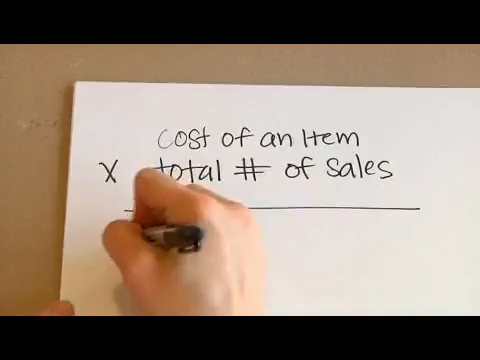 cost of an item
X total # of sales